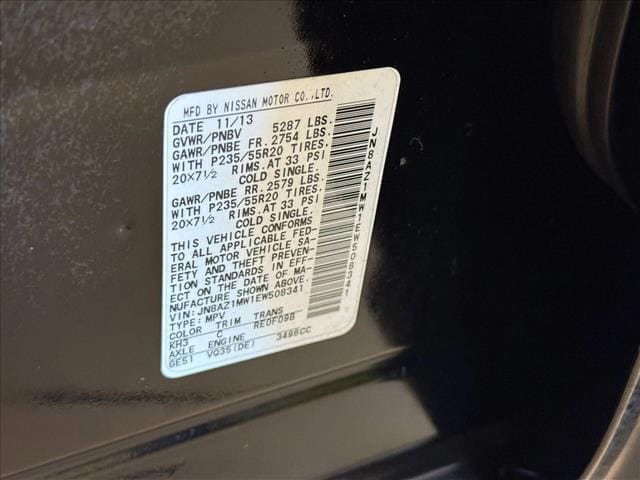 MFD BY NISSAN MOTOR CO.,LTD.
DATE 11/13
GVWR/PNBV 5287 LBS.
GAWR/PNBE FR. 2754 LBS.
WITH P235/55R20 TIRES.
20×7½ RIMS.AT 33 PSI
COLD SINGLE.
GAWR/PNBE RR. 2579 LBS.
WITH P235/55R20 TIRES.
20×7½ RIMS.AT 33 PSI
COLD SINGLE.
THIS VEHICLE CONFORMS
TO ALL APPLICABLE FED-
ERAL MOTOR VEHICLE SA-
FETY AND THEFT PREVEN-
TION STANDARDS IN EFF-
ECT ON THE DATE OF MA-
NUFACTURE SHOWN ABOVE.
VIN: JN8AZ1MW1EW508341
TYPE: MPV
COLOR TRIM TRANS
KH3 C RE0F09B
AXLE ENGINE
GE51 VQ35(DE) 3498CC
JN8AZ1MW1EW508341